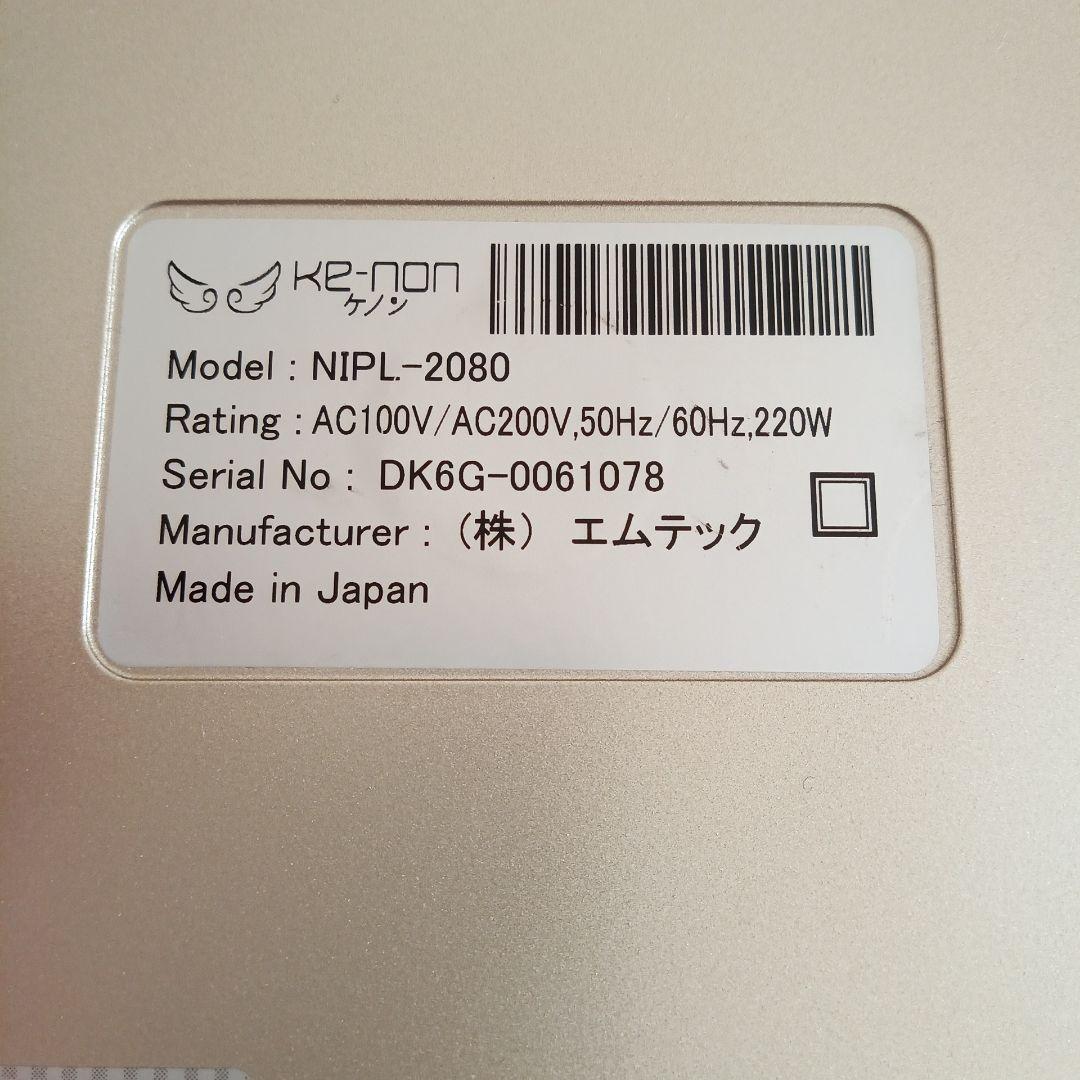 Ke-non
ケノン
Model : NIPL-2080
Rating : AC100V/AC200V,50Hz/60Hz,220W
Serial No : DK6G-0061078
Manufacturer : (株) エムテック
Made in Japan